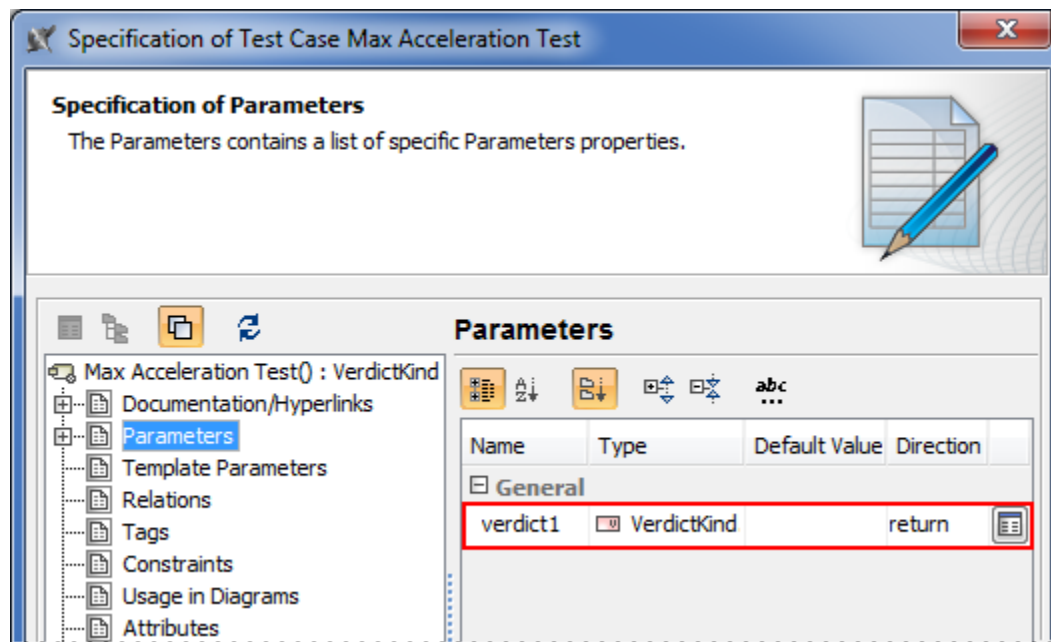 Specification of Test Case Max Acceleration Test
Specification of Parameters
The Parameters contains a list of specific Parameters properties.
Max Acceleration Test() : VerdictKind
Documentation/Hyperlinks
Parameters
Template Parameters
Relations
Tags
Constraints
Usage in Diagrams
Attributes
Parameters
abc
Name Type Default Value Direction
General
verdict1 VerdictKind return